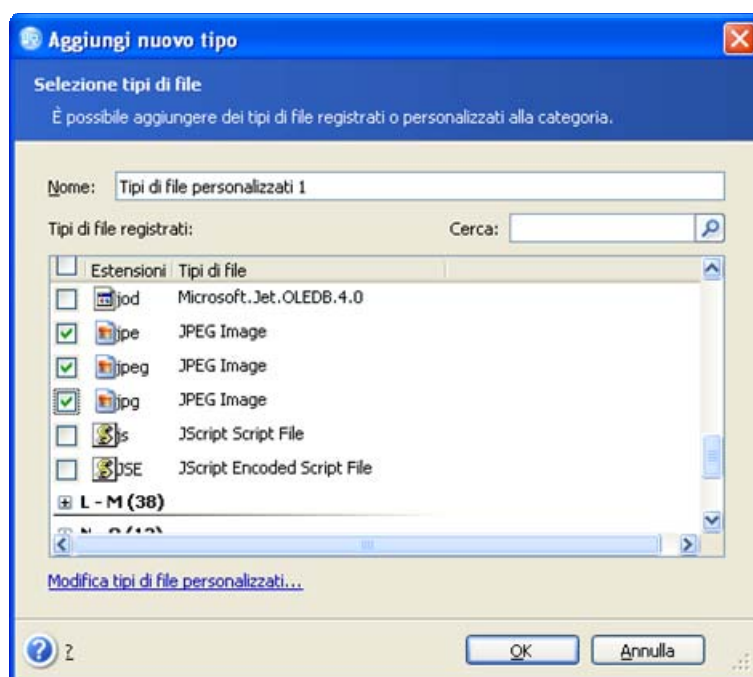 Aggiungi nuovo tipo
Selezione tipi di file
È possibile aggiungere dei tipi di file registrati o personalizzati alla categoria.
Nome: Tipi di file personalizzati 1
Tipi di file registrati: Cerca:
Estensioni Tipi di file
jod Microsoft.Jet.OLEDB.4.0
jpe JPEG Image
jpeg JPEG Image
jpg JPEG Image
js JScript Script File
JSE JScript Encoded Script File
L - M (38)
Modifica tipi di file personalizzati...
? OK Annulla